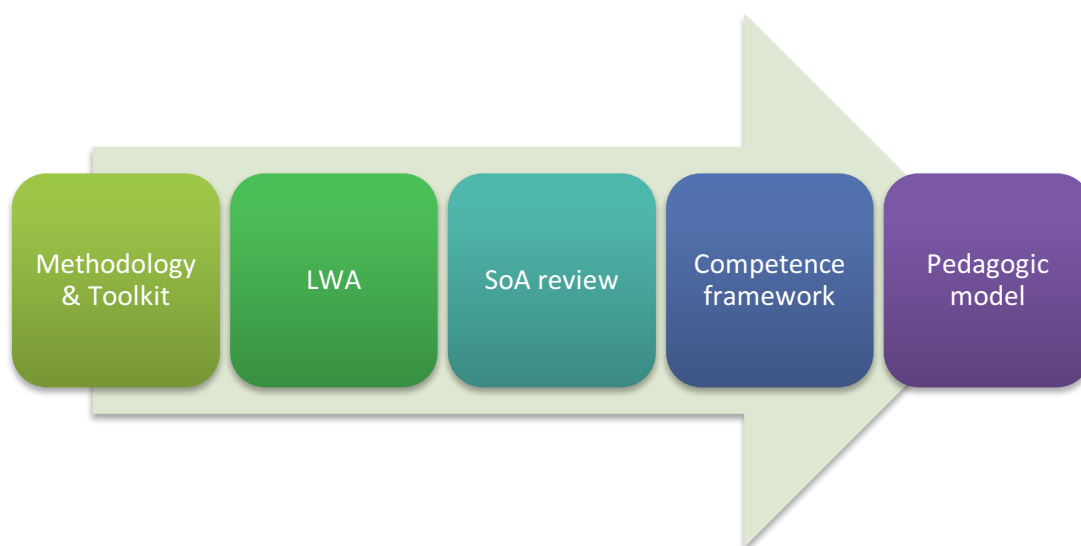 Methodology
& Toolkit
LWA
SoA review
Competence
framework
Pedagogic
model